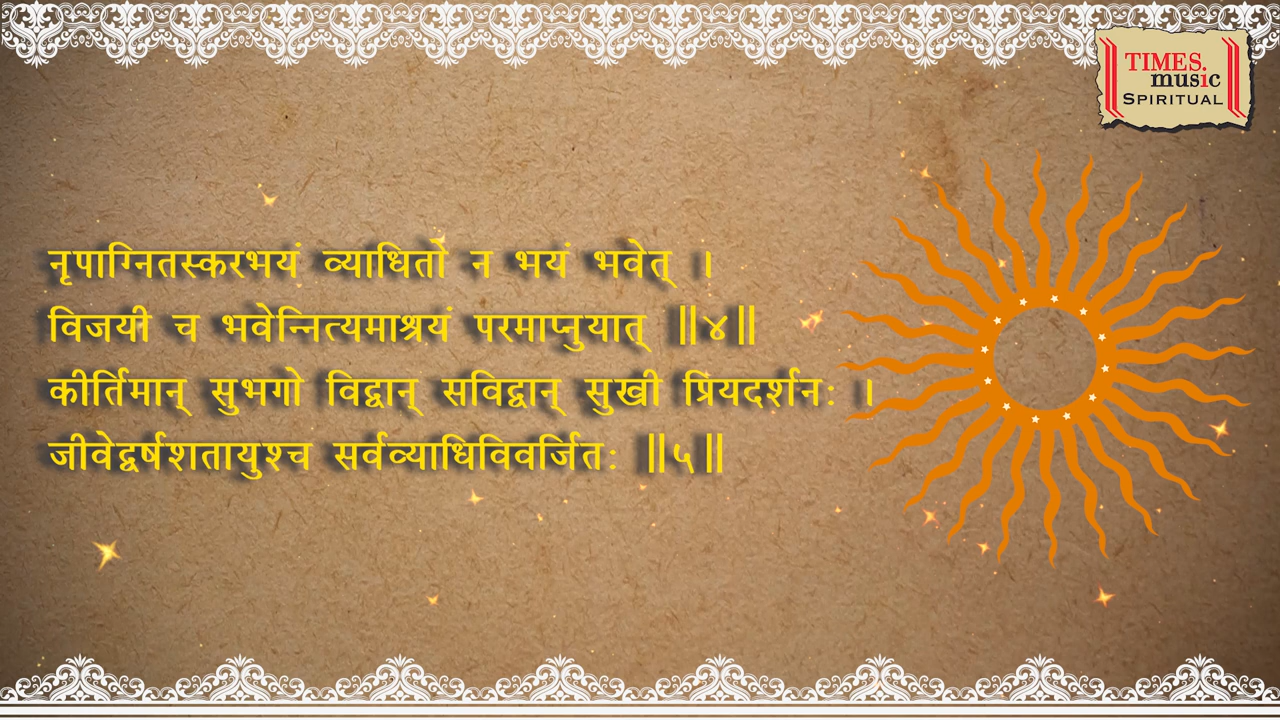 TIMES.
music
SPIRITUAL
नृपाग्नितस्करभयं व्याधितो न भयं भवेत् ।
विजयी च भवेन्नित्यमाश्रयं परमाप्नुयात् ॥४॥
कीर्तिमान् सुभगो विद्वान् सविद्वान् सुखी प्रियदर्शनः ।
जीवेद्वर्षशतायुश्च सर्वव्याधिविवर्जितः ॥५॥